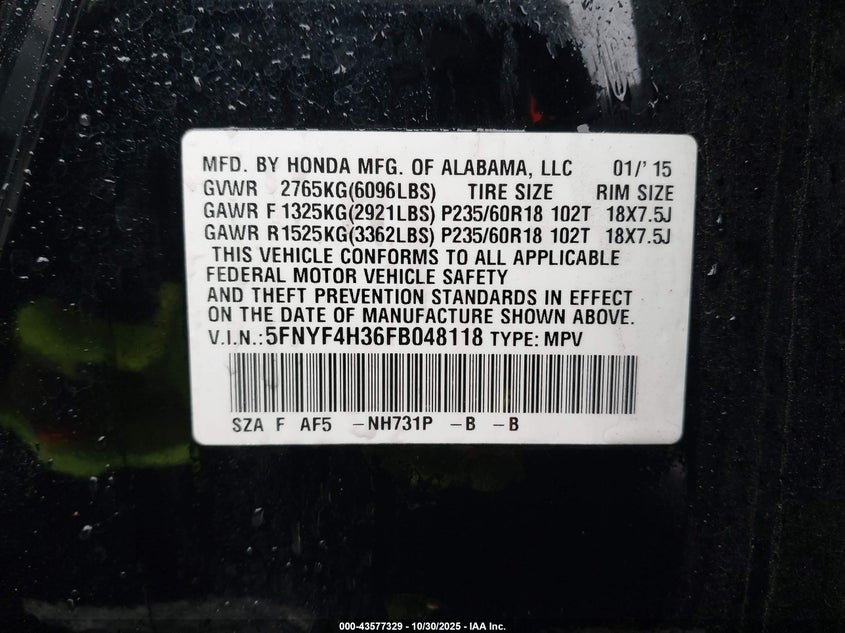 MFD. BY HONDA MFG. OF ALABAMA, LLC 01/' 15
GVWR 2765KG(6096LBS) TIRE SIZE RIM SIZE
GAWR F 1325KG(2921LBS) P235/60R18 102T 18X7.5J
GAWR R1525KG(3362LBS) P235/60R18 102T 18X7.5J
THIS VEHICLE CONFORMS TO ALL APPLICABLE
FEDERAL MOTOR VEHICLE SAFETY
AND THEFT PREVENTION STANDARDS IN EFFECT
ON THE DATE OF MANUFACTURE SHOWN ABOVE.
V.I.N.:5FNYF4H36FB048118 TYPE: MPV
SZA F AF5 -NH731P -B -B
000-43577329 - 10/30/2025 - IAA Inc.